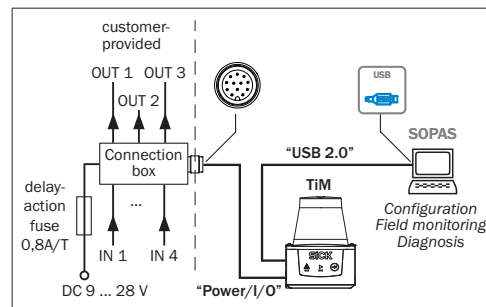 customer-
provided
OUT 1 OUT 3
OUT 2
USB
SOPAS
"USB 2.0"
Connection
box
TiM
delay-
action
fuse
0,8A/T
...
Configuration
Field monitoring
Diagnosis
SICK
IN 1 IN 4
DC 9 ... 28 V
"Power/I/O"